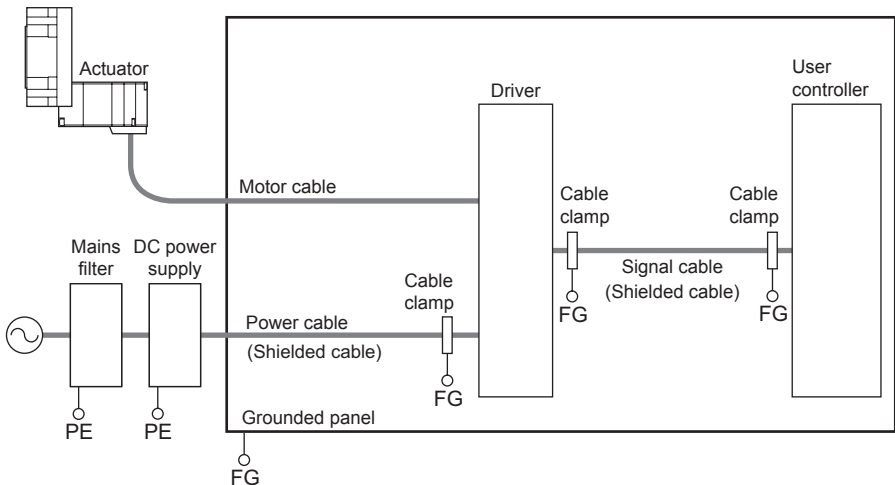 Actuator
Driver
User
controller
Motor cable
Cable
clamp
Cable
clamp
Mains
filter
DC power
supply
Signal cable
(Shielded cable)
Cable
clamp
FG
FG
Power cable
(Shielded cable)
FG
PE
PE
Grounded panel
FG